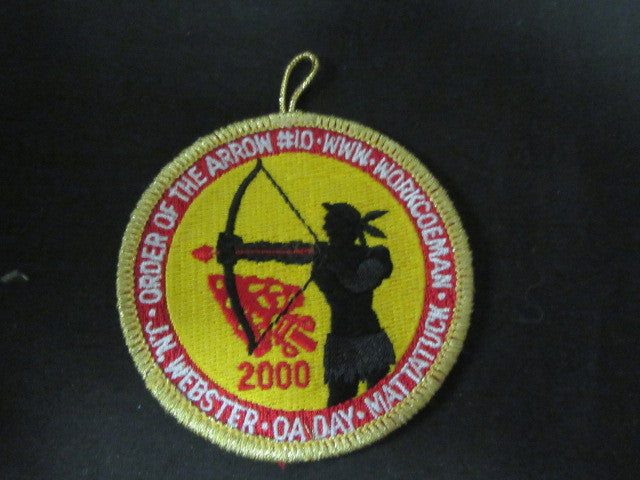 ORDER OF THE ARROW #10 · WWW · WORKCOEMAN · MATTATUCK · OA DAY · J.N. WEBSTER ·
2000